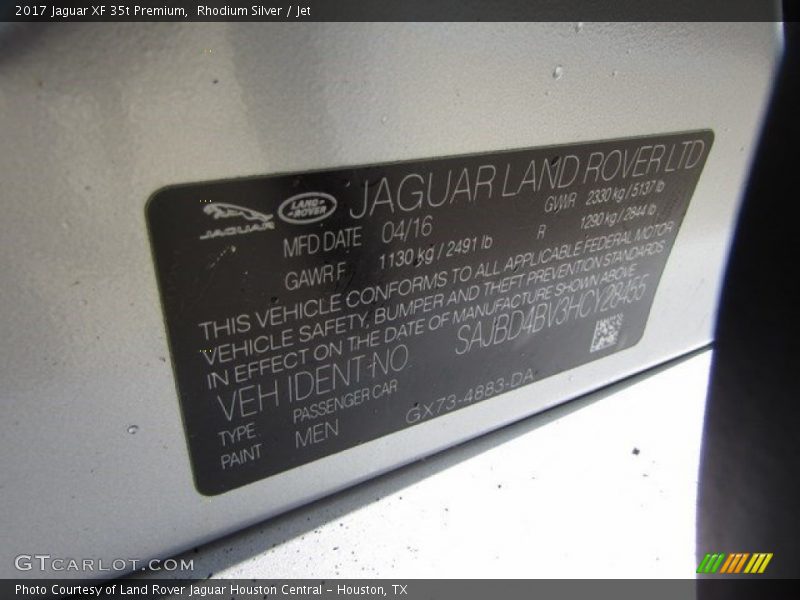 2017 Jaguar XF 35t Premium,  Rhodium Silver / Jet
JAGUAR LAND-ROVER JAGUAR LAND ROVER LTD
MFD DATE 04/16 GVWR 2330 kg / 5137 lb
GAWR F 1130 kg / 2491 lb R 1290 kg / 2844 lb
THIS VEHICLE CONFORMS TO ALL APPLICABLE FEDERAL MOTOR
VEHICLE SAFETY, BUMPER AND THEFT PREVENTION STANDARDS
IN EFFECT ON THE DATE OF MANUFACTURE SHOWN ABOVE
VEH IDENT-NO SAJBD4BV3HCY28455
TYPE PASSENGER CAR
PAINT MEN GX73-4883-DA
GTCARLOT.COM
Photo Courtesy of Land Rover Jaguar Houston Central - Houston, TX